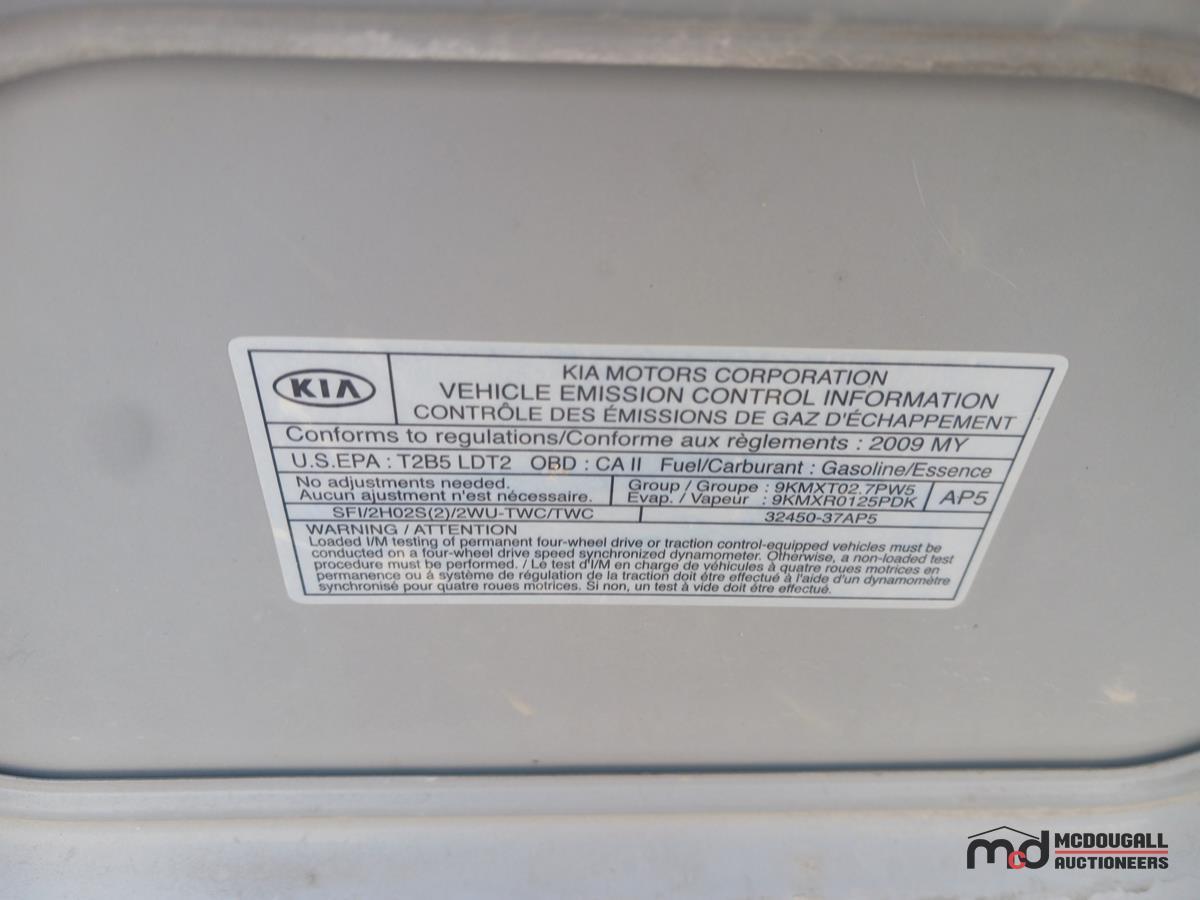 KIA
KIA MOTORS CORPORATION
VEHICLE EMISSION CONTROL INFORMATION
CONTRÔLE DES ÉMISSIONS DE GAZ D'ÉCHAPPEMENT
Conforms to regulations/Conforme aux règlements : 2009 MY
U.S.EPA : T2B5 LDT2 OBD : CA II Fuel/Carburant : Gasoline/Essence
No adjustments needed.
Aucun ajustment n'est nécessaire.
Group / Groupe : 9KMXT02.7PW5
Evap. / Vapeur : 9KMXR0125PDK
AP5
SFI/2H02S(2)/2WU-TWC/TWC
32450-37AP5
WARNING / ATTENTION
Loaded I/M testing of permanent four-wheel drive or traction control-equipped vehicles must be
conducted on a four-wheel drive speed synchronized dynamometer. Otherwise, a non-loaded test
procedure must be performed. / Le test d'I/M en charge de véhicules à quatre roues motrices en
permanence ou á système de régulation de la traction doit étre effectué à l'aide d'un dynamomètre
synchronisé pour quatre roues motrices. Si non, un test à vide doit étre effectué.
mcd
MCDOUGALL
AUCTIONEERS